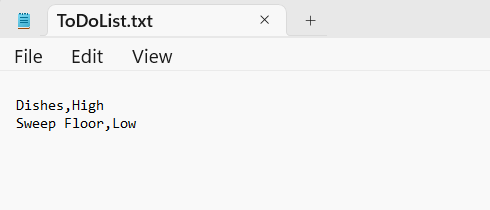 ToDoList.txt
File Edit View
Dishes,High
Sweep Floor,Low